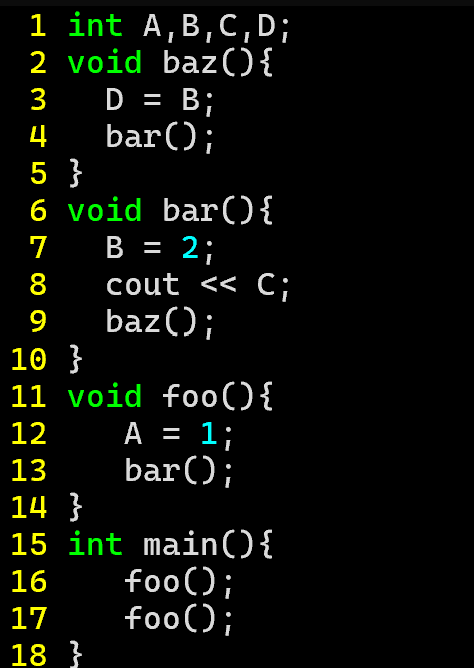 1 int A,B,C,D;
2 void baz(){
3   D = B;
4   bar();
5 }
6 void bar(){
7   B = 2;
8   cout << C;
9   baz();
10 }
11 void foo(){
12    A = 1;
13    bar();
14 }
15 int main(){
16    foo();
17    foo();
18 }